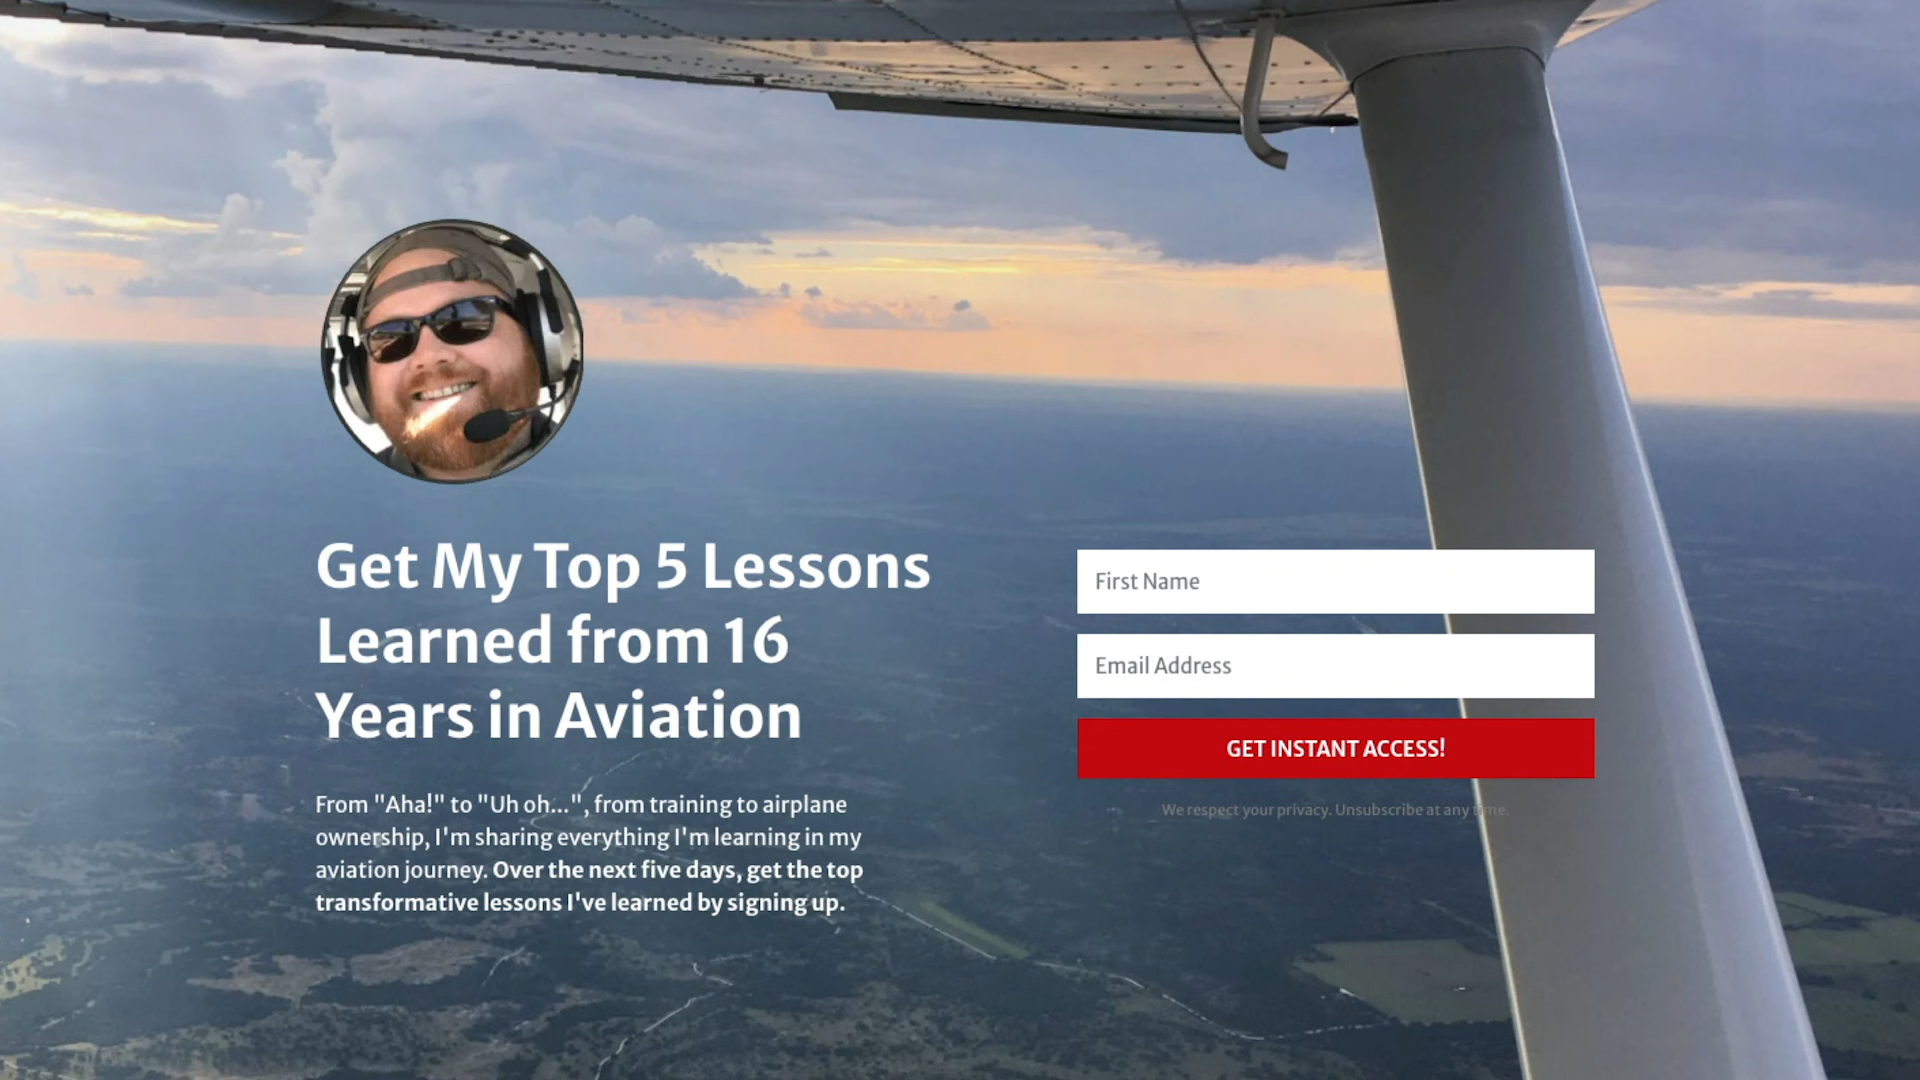 Get My Top 5 Lessons
Learned from 16
Years in Aviation
From "Aha!" to "Uh oh...", from training to airplane
ownership, I'm sharing everything I'm learning in my
aviation journey. Over the next five days, get the top
transformative lessons I've learned by signing up.
First Name
Email Address
GET INSTANT ACCESS!
We respect your privacy. Unsubscribe at any time.